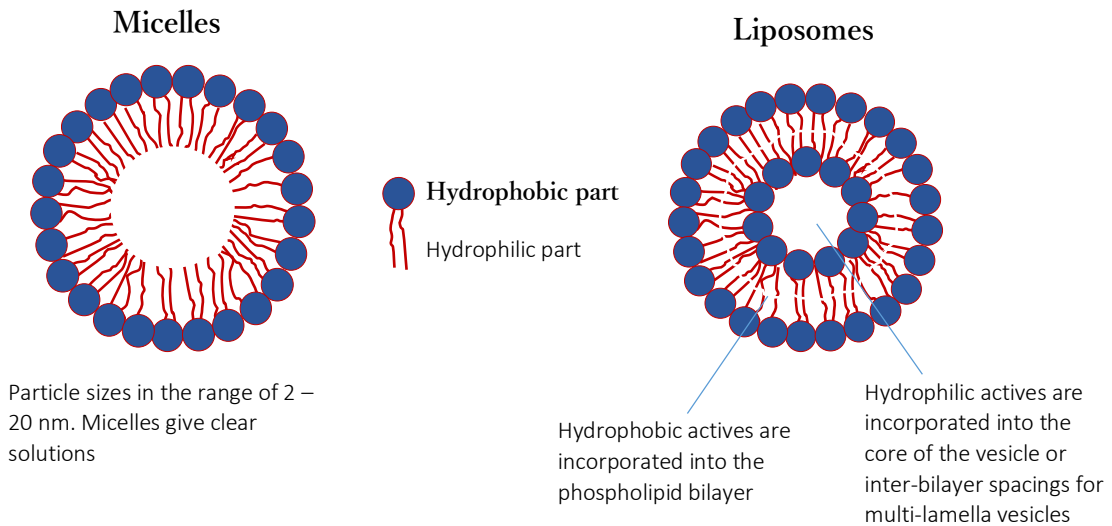 Micelles
Liposomes
Hydrophobic part
Hydrophilic part
Particle sizes in the range of 2 –
20 nm. Micelles give clear
solutions
Hydrophobic actives are
incorporated into the
phospholipid bilayer
Hydrophilic actives are
incorporated into the
core of the vesicle or
inter-bilayer spacings for
multi-lamella vesicles